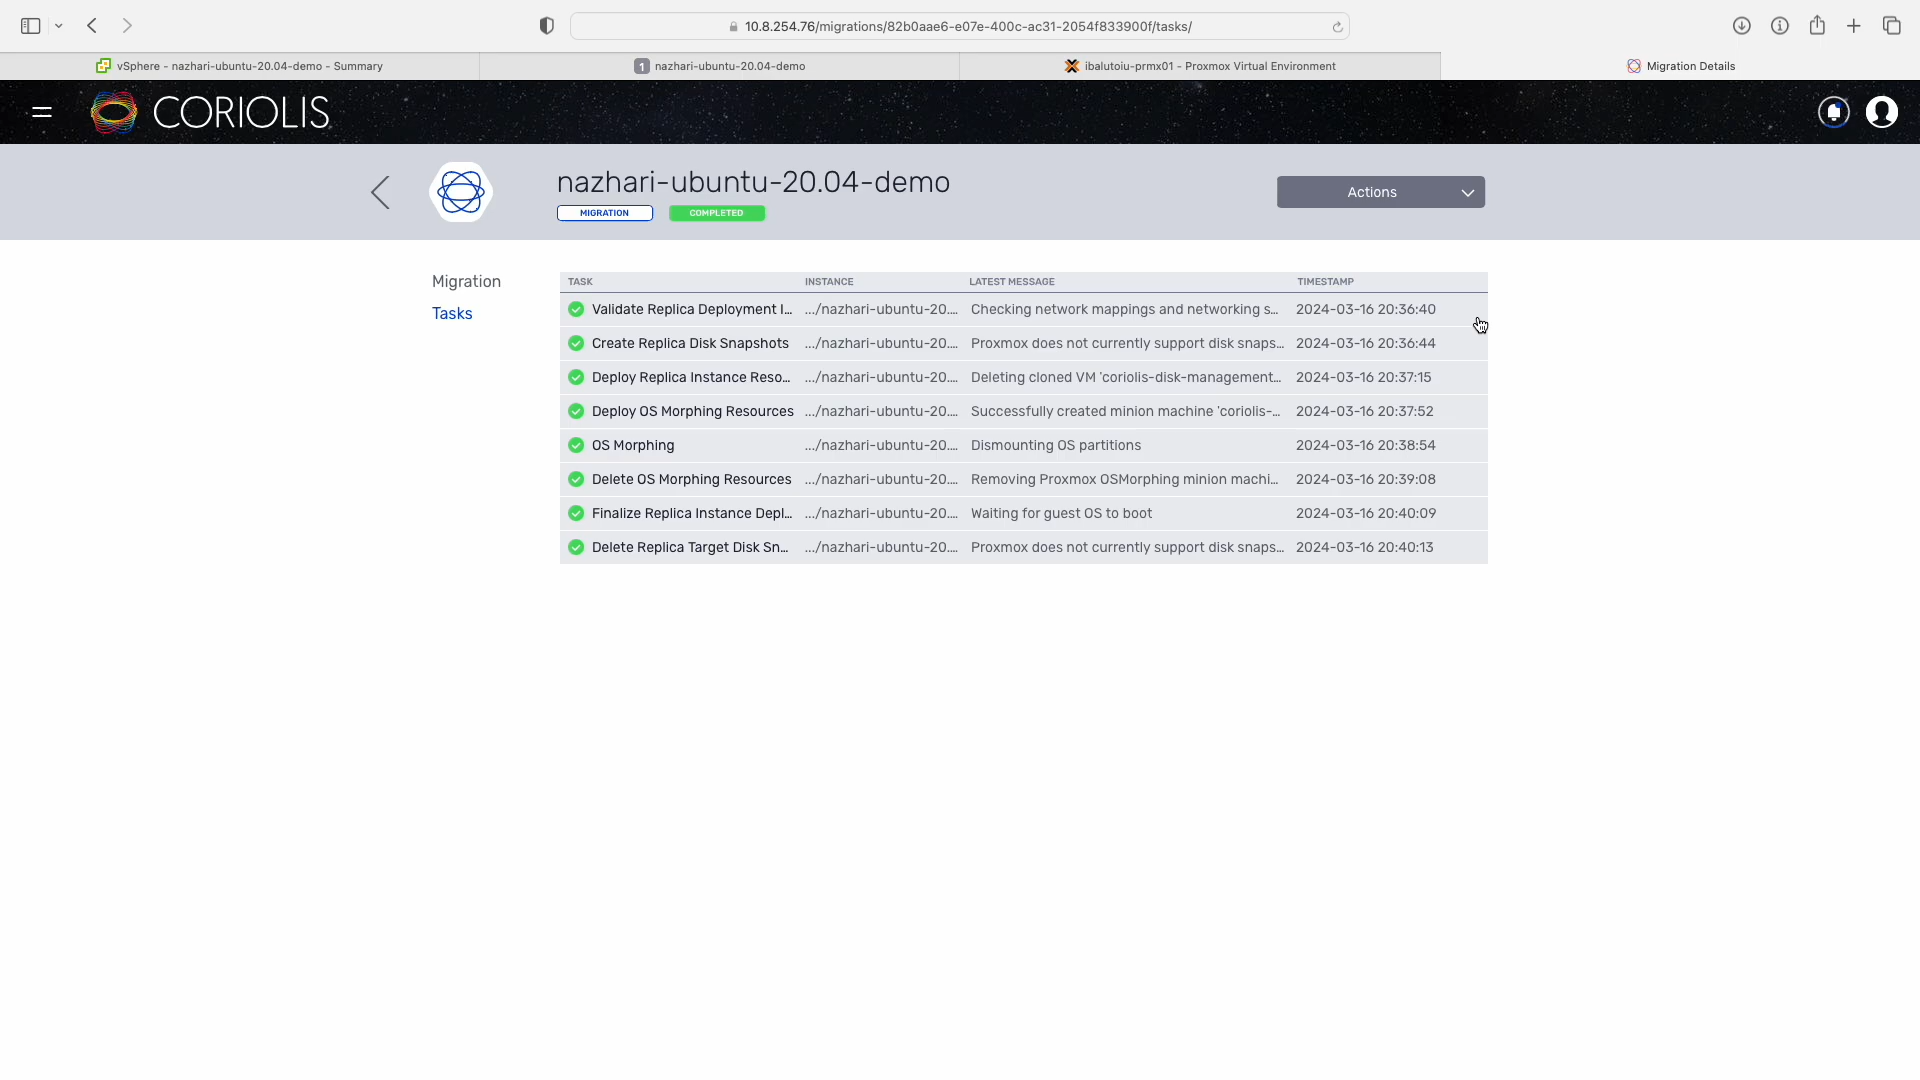 10.8.254.76/migrations/82b0aae6-e07e-400c-ac31-2054f833900f/tasks/
vSphere - nazhari-ubuntu-20.04-demo - Summary
1 nazhari-ubuntu-20.04-demo
ibalutoiu-prmx01 - Proxmox Virtual Environment
Migration Details
CORIOLIS
nazhari-ubuntu-20.04-demo
MIGRATION COMPLETED
Actions
Migration
Tasks
TASK INSTANCE LATEST MESSAGE TIMESTAMP
Validate Replica Deployment I... .../nazhari-ubuntu-20.... Checking network mappings and networking s... 2024-03-16 20:36:40
Create Replica Disk Snapshots .../nazhari-ubuntu-20.... Proxmox does not currently support disk snaps... 2024-03-16 20:36:44
Deploy Replica Instance Reso... .../nazhari-ubuntu-20.... Deleting cloned VM 'coriolis-disk-management... 2024-03-16 20:37:15
Deploy OS Morphing Resources .../nazhari-ubuntu-20.... Successfully created minion machine 'coriolis-... 2024-03-16 20:37:52
OS Morphing .../nazhari-ubuntu-20.... Dismounting OS partitions 2024-03-16 20:38:54
Delete OS Morphing Resources .../nazhari-ubuntu-20.... Removing Proxmox OSMorphing minion machi... 2024-03-16 20:39:08
Finalize Replica Instance Depl... .../nazhari-ubuntu-20.... Waiting for guest OS to boot 2024-03-16 20:40:09
Delete Replica Target Disk Sn... .../nazhari-ubuntu-20.... Proxmox does not currently support disk snaps... 2024-03-16 20:40:13